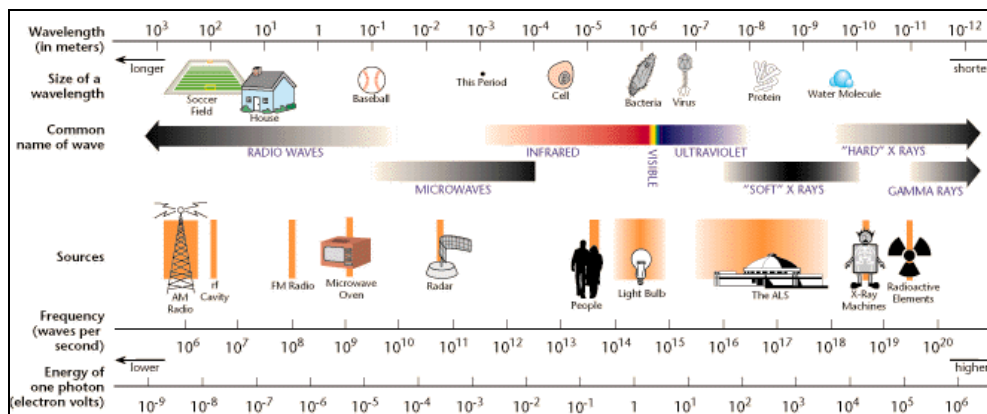 Wavelength (in meters) 10³ 10² 10¹ 1 10⁻¹ 10⁻² 10⁻³ 10⁻⁴ 10⁻⁵ 10⁻⁶ 10⁻⁷ 10⁻⁸ 10⁻⁹ 10⁻¹⁰ 10⁻¹¹ 10⁻¹²
longer shorter
Size of a wavelength
Soccer Field
House
Baseball
This Period
Cell
Bacteria
Virus
Protein
Water Molecule
Common name of wave
RADIO WAVES
INFRARED
VISIBLE
ULTRAVIOLET
"HARD" X RAYS
MICROWAVES
"SOFT" X RAYS
GAMMA RAYS
Sources
AM Radio
rf Cavity
FM Radio
Microwave Oven
Radar
People
Light Bulb
The ALS
X-Ray Machines
Radioactive Elements
Frequency (waves per second) 10⁶ 10⁷ 10⁸ 10⁹ 10¹⁰ 10¹¹ 10¹² 10¹³ 10¹⁴ 10¹⁵ 10¹⁶ 10¹⁷ 10¹⁸ 10¹⁹ 10²⁰
lower higher
Energy of one photon (electron volts) 10⁻⁹ 10⁻⁸ 10⁻⁷ 10⁻⁶ 10⁻⁵ 10⁻⁴ 10⁻³ 10⁻² 10⁻¹ 1 10¹ 10² 10³ 10⁴ 10⁵ 10⁶